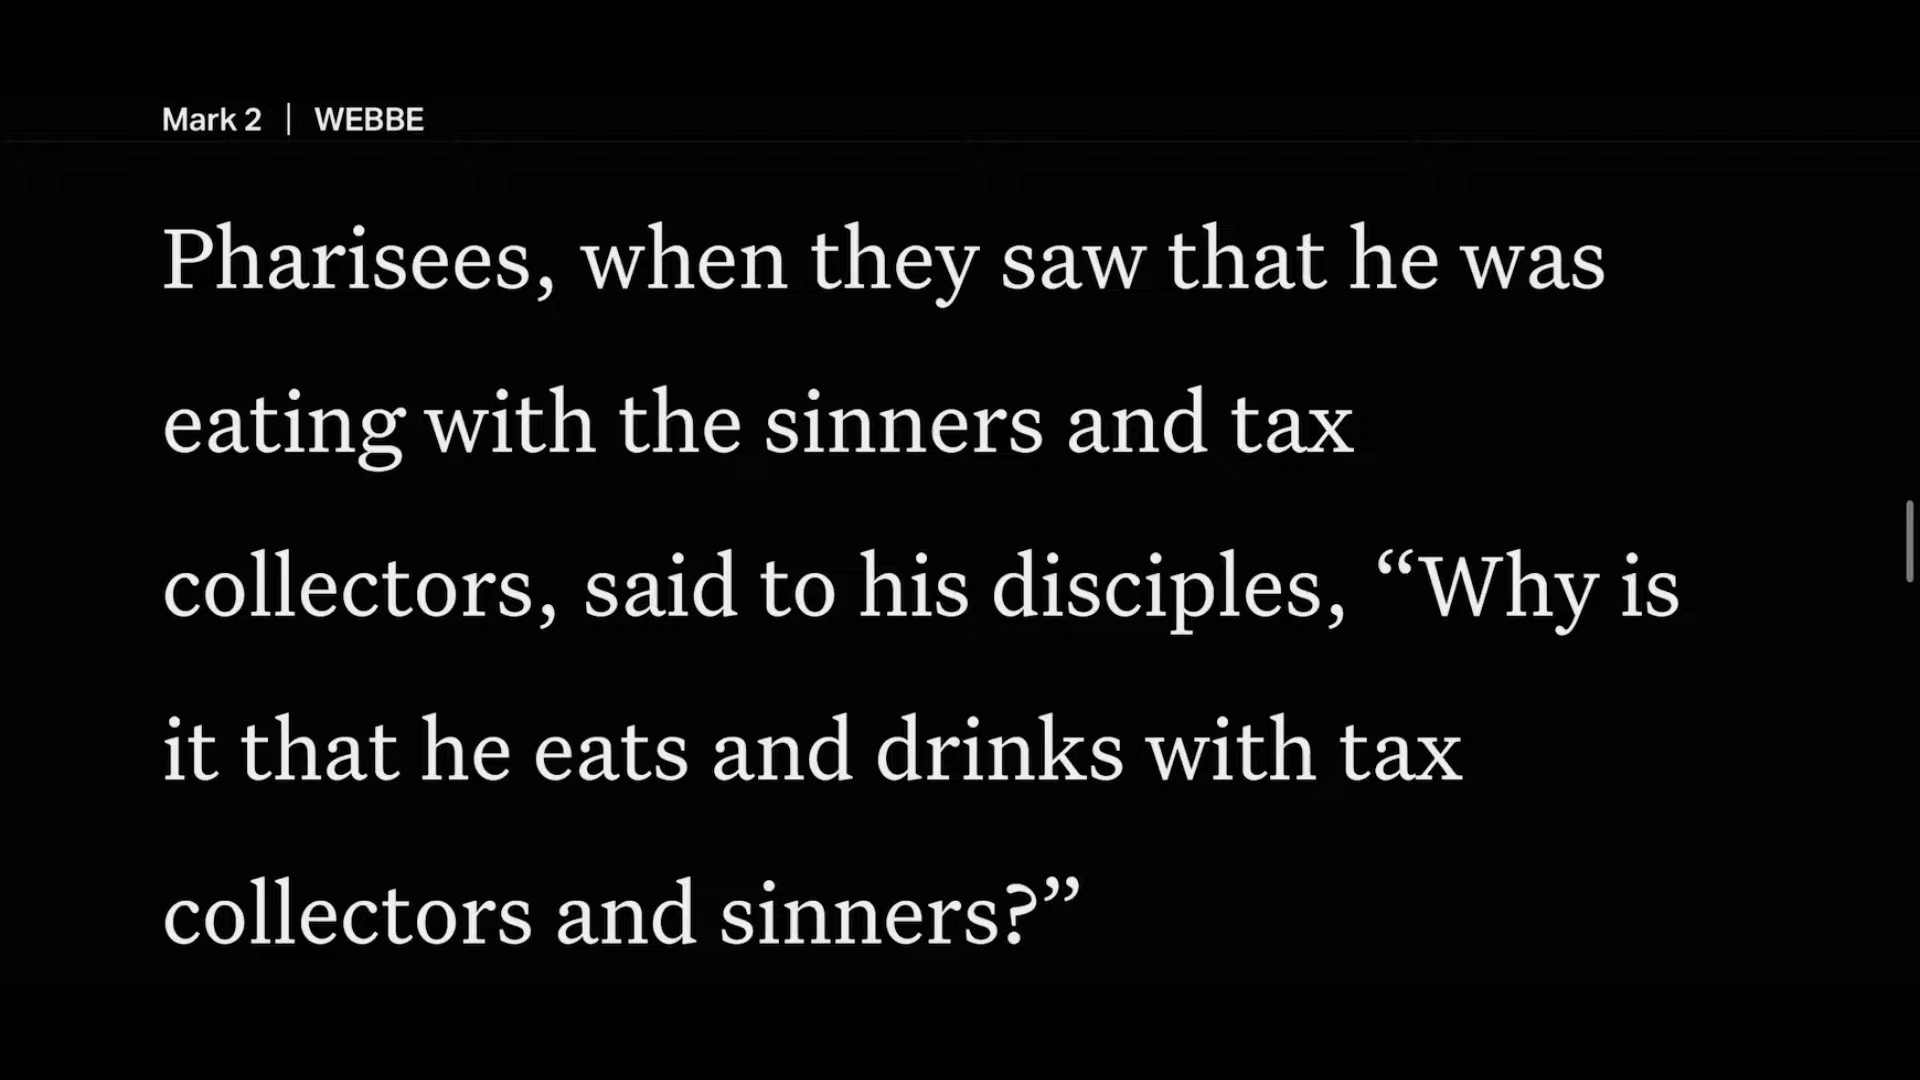 Mark 2 | WEBBE
Pharisees, when they saw that he was
eating with the sinners and tax
collectors, said to his disciples, “Why is
it that he eats and drinks with tax
collectors and sinners?”